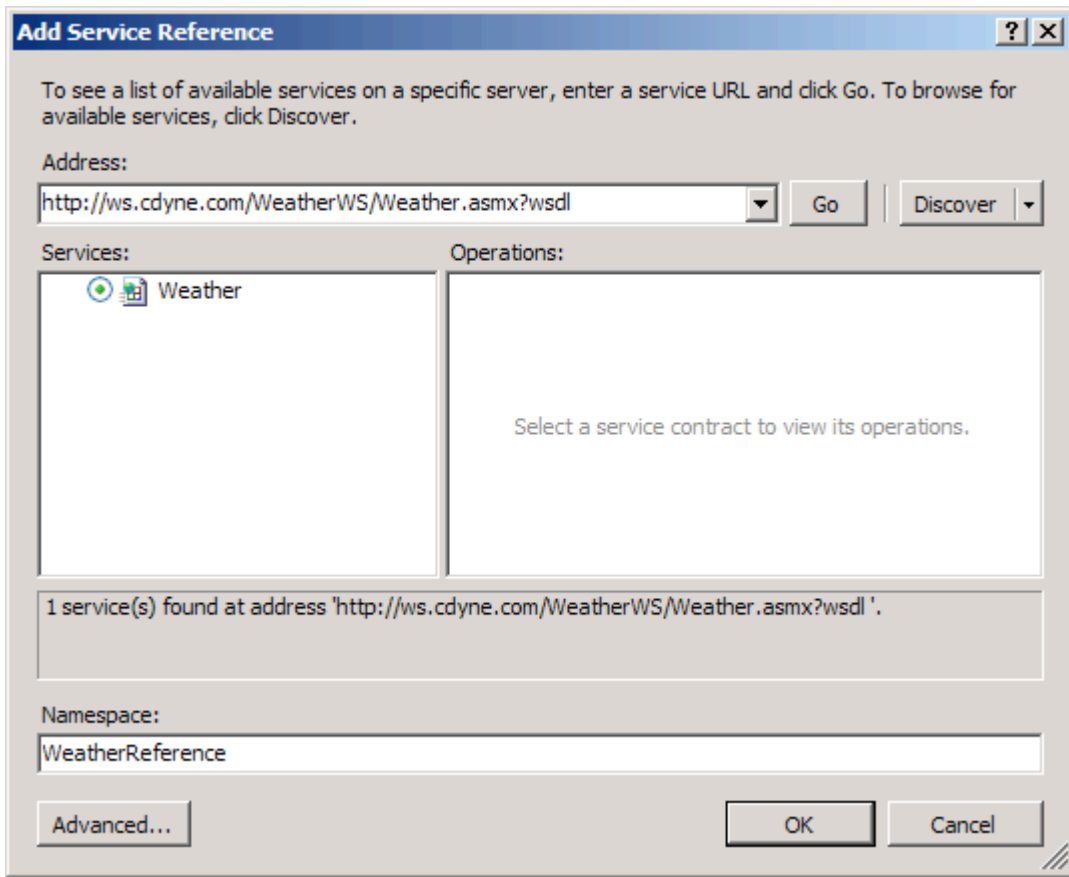 Add Service Reference
To see a list of available services on a specific server, enter a service URL and click Go. To browse for
available services, click Discover.
Address:
http://ws.cdyne.com/WeatherWS/Weather.asmx?wsdl
Go
Discover
Services:
Operations:
Weather
Select a service contract to view its operations.
1 service(s) found at address 'http://ws.cdyne.com/WeatherWS/Weather.asmx?wsdl '.
Namespace:
WeatherReference
Advanced...
OK
Cancel